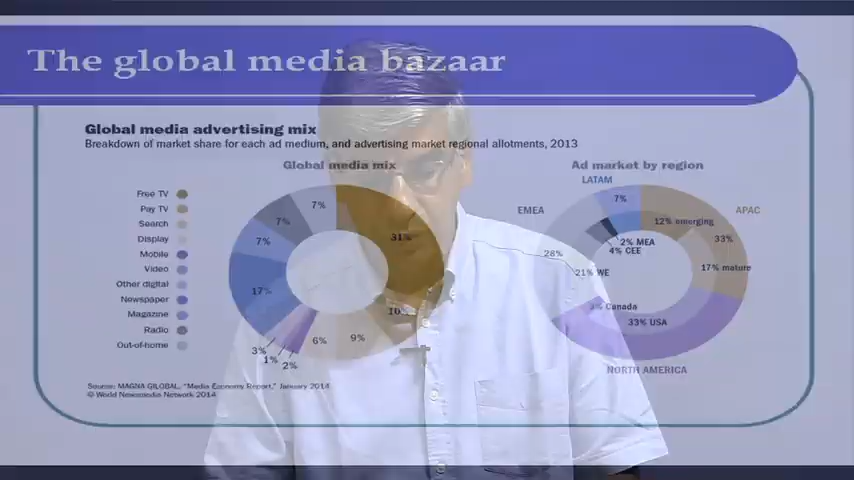 The global media bazaar
Global media advertising mix
Breakdown of market share for each ad medium, and advertising market regional allotments, 2013
Global media mix
Free TV
Pay TV
Search
Display
Mobile
Video
Other digital
Newspaper
Magazine
Radio
Out-of-home
7%
7%
7%
17%
3%
1%
2%
6%
9%
31%
Ad market by region
LATAM
EMEA
APAC
7%
12% emerging
33%
17% mature
2% MEA
4% CEE
28%
21% WE
3% Canada
33% USA
NORTH AMERICA
Source: MAGNA GLOBAL, "Media Economy Report," January 2014
© World Newsmedia Network 2014